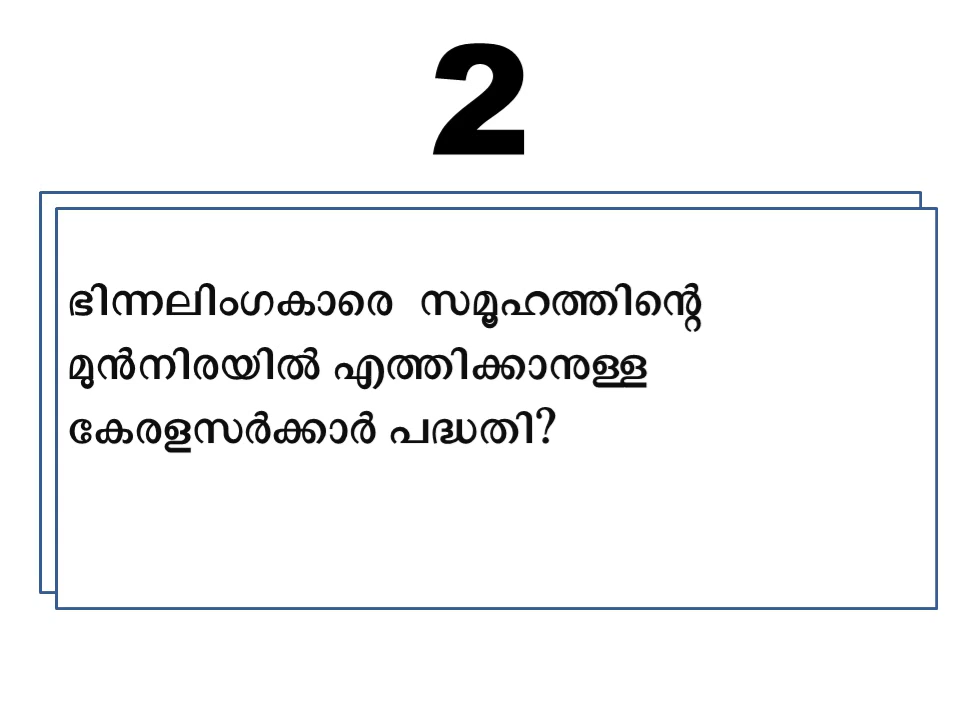 2
ഭിന്നലിംഗകാരെ സമൂഹത്തിന്റെ
മുൻനിരയിൽ എത്തിക്കാനുള്ള
കേരളസർക്കാർ പദ്ധതി?